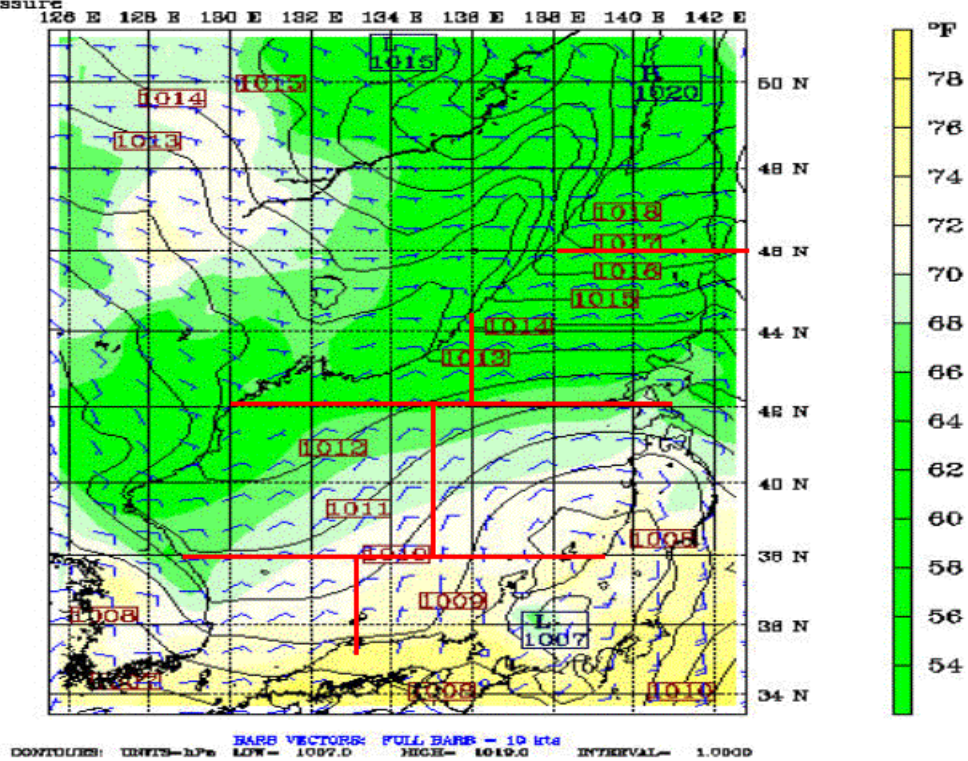 ssure
126 E 128 E 130 E 132 E 134 E 136 E 138 E 140 E 142 E
°F
L
1015
H
1020
50 N
78
1015
1014
1013
76
48 N
74
1018
72
1017
46 N
1016
70
1015
68
1014
44 N
1013
66
42 N
64
1012
62
40 N
1011
60
1008
1010
38 N
58
1009
1008
L
1007
36 N
56
54
1008
1010
34 N
BARB VECTORS: FULL BARB = 10 kts
CONTOURS: UNITS=hPa LOW= 1007.0 HIGH= 1019.0 INTERVAL= 1.0000